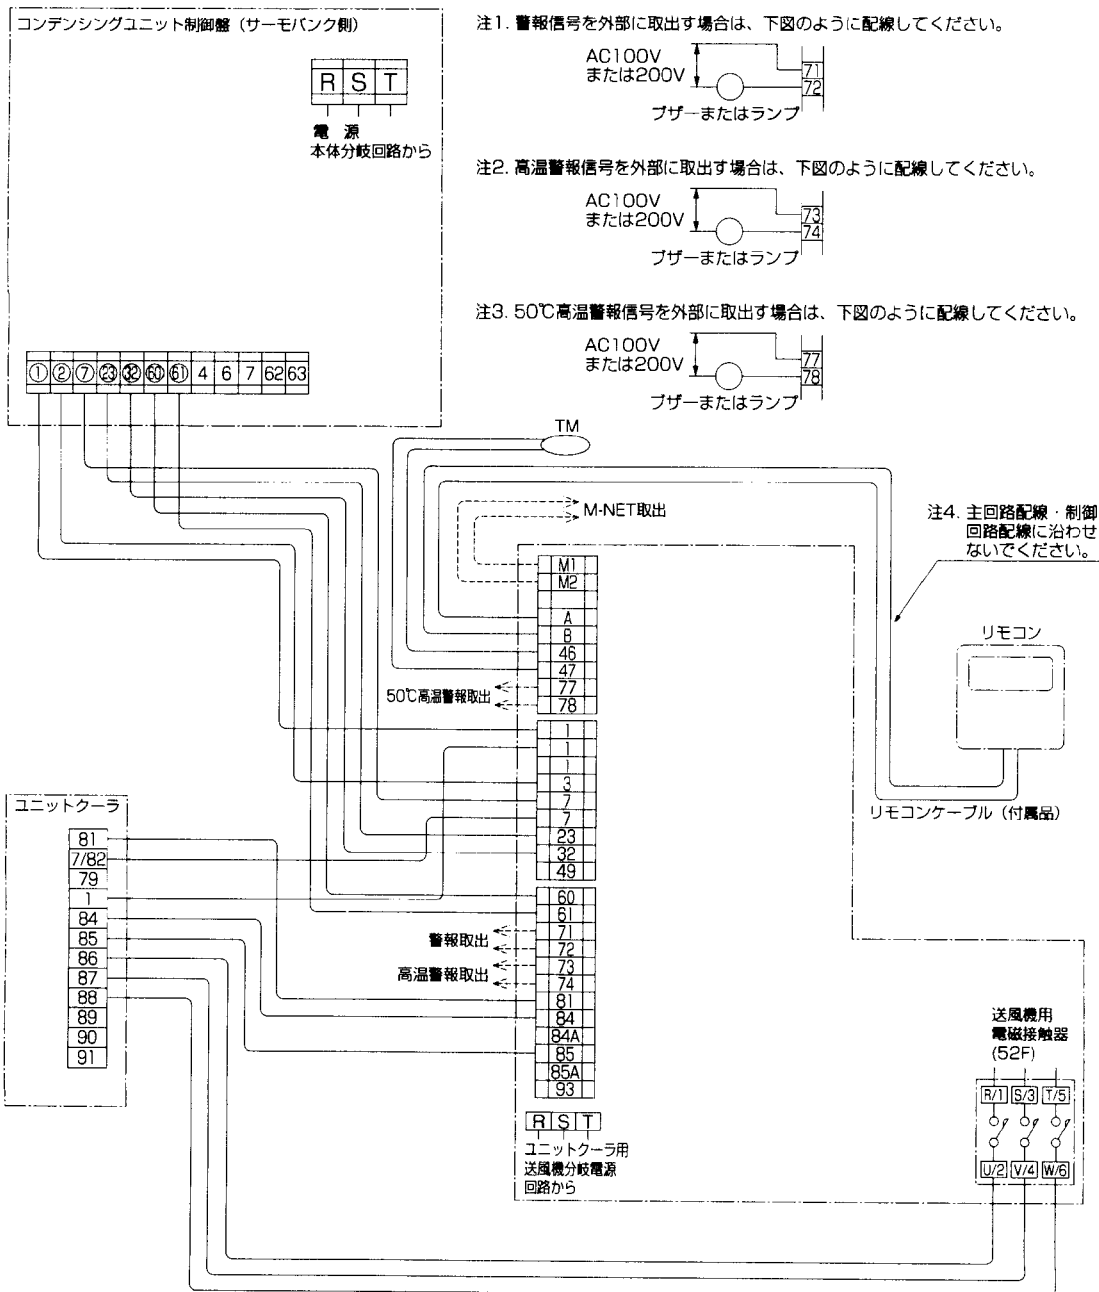 コンデンシングユニット制御盤（サーモバンク側）
R S T
電 源
本体分岐回路から
① ② ⑦ ㉓ ㉜ 60 61 4 6 7 62 63
注1. 警報信号を外部に取出す場合は、下図のように配線してください。
AC100V
または200V
71
72
ブザーまたはランプ
注2. 高温警報信号を外部に取出す場合は、下図のように配線してください。
AC100V
または200V
73
74
ブザーまたはランプ
注3. 50℃高温警報信号を外部に取出す場合は、下図のように配線してください。
AC100V
または200V
77
78
ブザーまたはランプ
TM
M-NET取出
注4. 主回路配線・制御
回路配線に沿わせ
ないでください。
リモコン
リモコンケーブル（付属品）
M1
M2
A
B
46
47
77
78
50℃高温警報取出
1
1
1
3
7
7
23
32
49
60
61
71
72
73
74
81
84
84A
85
85A
93
警報取出
高温警報取出
R S T
ユニットクーラ用
送風機分岐電源
回路から
ユニットクーラ
81
7/82
79
1
84
85
86
87
88
89
90
91
送風機用
電磁接触器
(52F)
R/1 S/3 T/5
U/2 V/4 W/6